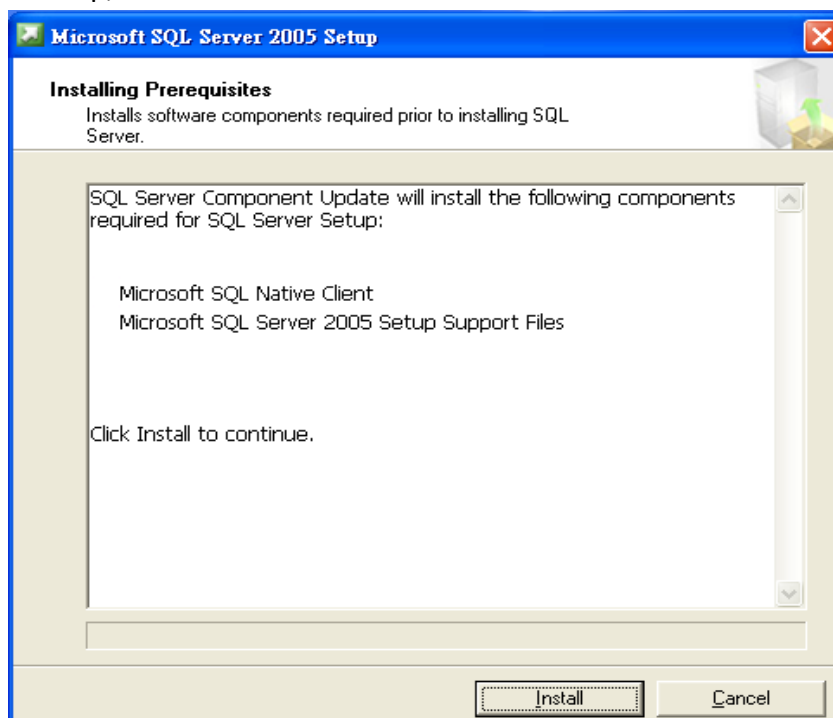 Microsoft SQL Server 2005 Setup
Installing Prerequisites
Installs software components required prior to installing SQL
Server.
SQL Server Component Update will install the following components
required for SQL Server Setup:
Microsoft SQL Native Client
Microsoft SQL Server 2005 Setup Support Files
Click Install to continue.
Install
Cancel